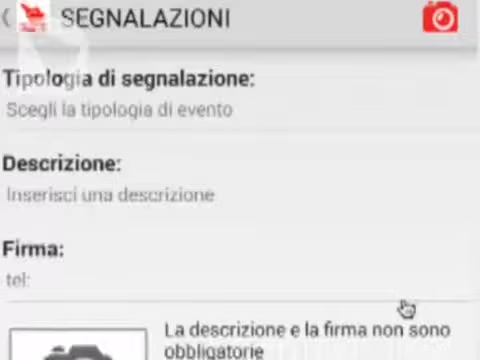 SEGNALAZIONI
Tipologia di segnalazione:
Scegli la tipologia di evento
Descrizione:
Inserisci una descrizione
Firma:
tel:
La descrizione e la firma non sono
obbligatorie